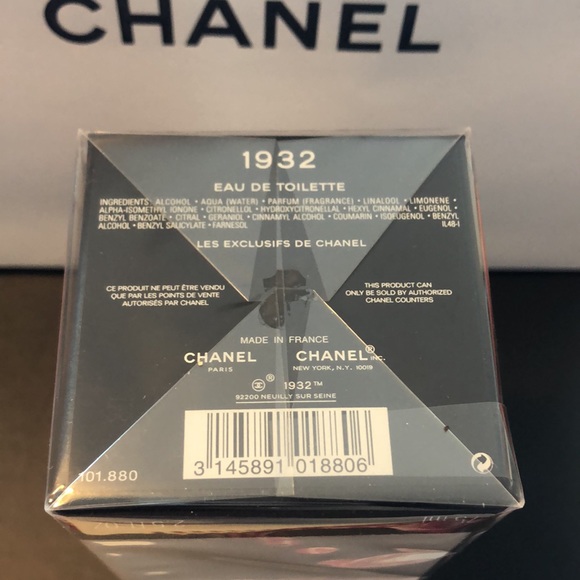 CHANEL
1932
EAU DE TOILETTE
INGREDIENTS: ALCOHOL • AQUA (WATER) • PARFUM (FRAGRANCE) • LINALOOL • LIMONENE •
ALPHA-ISOMETHYL IONONE • CITRONELLOL • HYDROXYCITRONELLAL • HEXYL CINNAMAL • EUGENOL
BENZYL BENZOATE • CITRAL • GERANIOL • CINNAMYL ALCOHOL • COUMARIN • ISOEUGENOL • BENZYL
ALCOHOL • BENZYL SALICYLATE • FARNESOL
IL48-I
LES EXCLUSIFS DE CHANEL
CE PRODUIT NE PEUT ÊTRE VENDU
QUE PAR LES POINTS DE VENTE
AUTORISÉS PAR CHANEL
THIS PRODUCT CAN
ONLY BE SOLD BY AUTHORIZED
CHANEL COUNTERS
MADE IN FRANCE
CHANEL
PARIS
CHANEL® INC.
NEW YORK, N.Y. 10019
® 1932™
92200 NEUILLY SUR SEINE
3 145891 018806
101.880